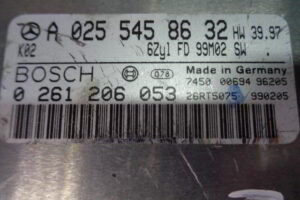 A 025 545 86 32 HW 39.97
K02 6Zyl FD 99M02 SW
BOSCH Q78 Made in Germany
7450 00694 96205
0 261 206 053 26RT5075 990205